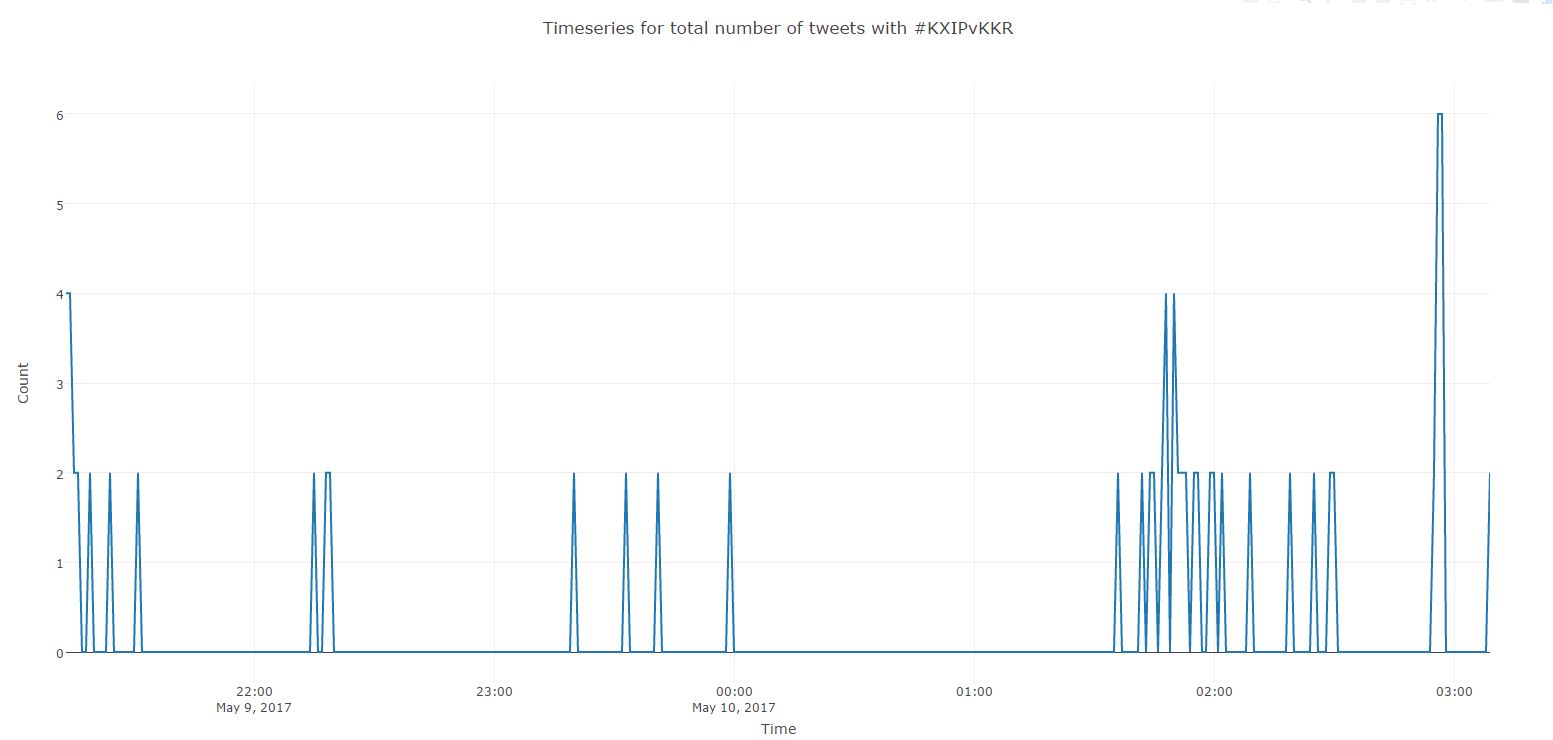 Timeseries for total number of tweets with #KXIPvKKR
6
5
4
3
2
1
0
Count
22:00
May 9, 2017
23:00
00:00
May 10, 2017
01:00
02:00
03:00
Time